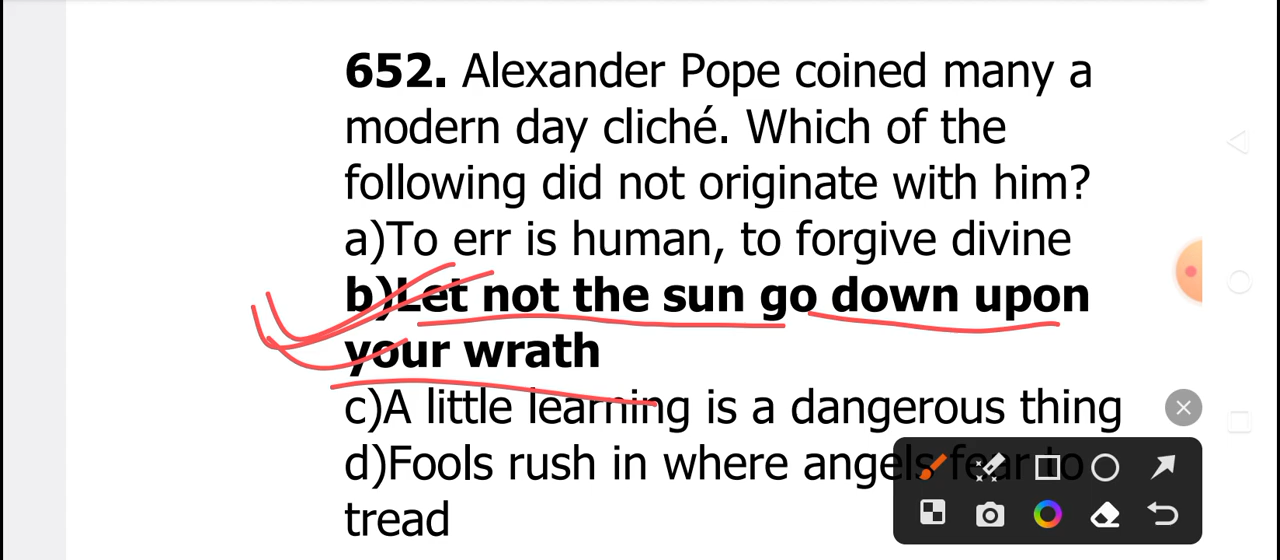 652. Alexander Pope coined many a
modern day cliché. Which of the
following did not originate with him?
a)To err is human, to forgive divine
b)Let not the sun go down upon
your wrath
c)A little learning is a dangerous thing
d)Fools rush in where angels fear to
tread